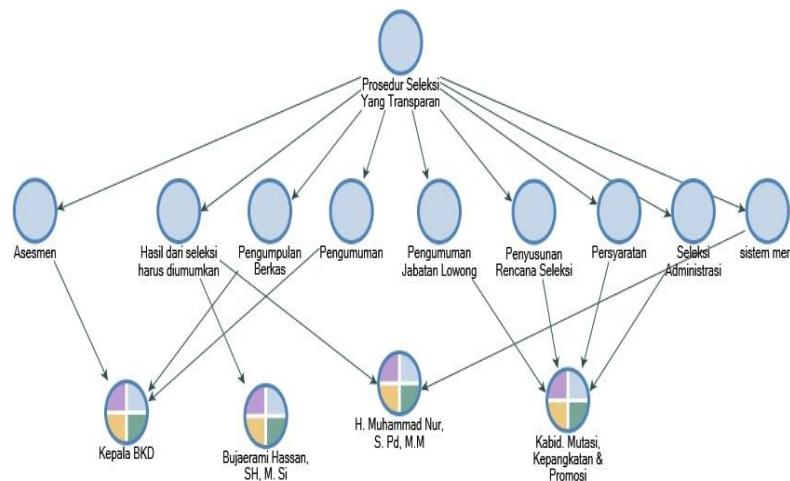 Prosedur Seleksi
Yang Transparan
Asesmen
Hasil dari seleksi
harus diumumkan
Pengumpulan
Berkas
Pengumuman
Pengumuman
Jabatan Lowong
Penyusunan
Rencana Seleksi
Persyaratan
Seleksi
Administrasi
sistem mer
Kepala BKD
Bujaerami Hassan,
SH, M. Si
H. Muhammad Nur,
S. Pd, M.M
Kabid. Mutasi,
Kepangkatan &
Promosi